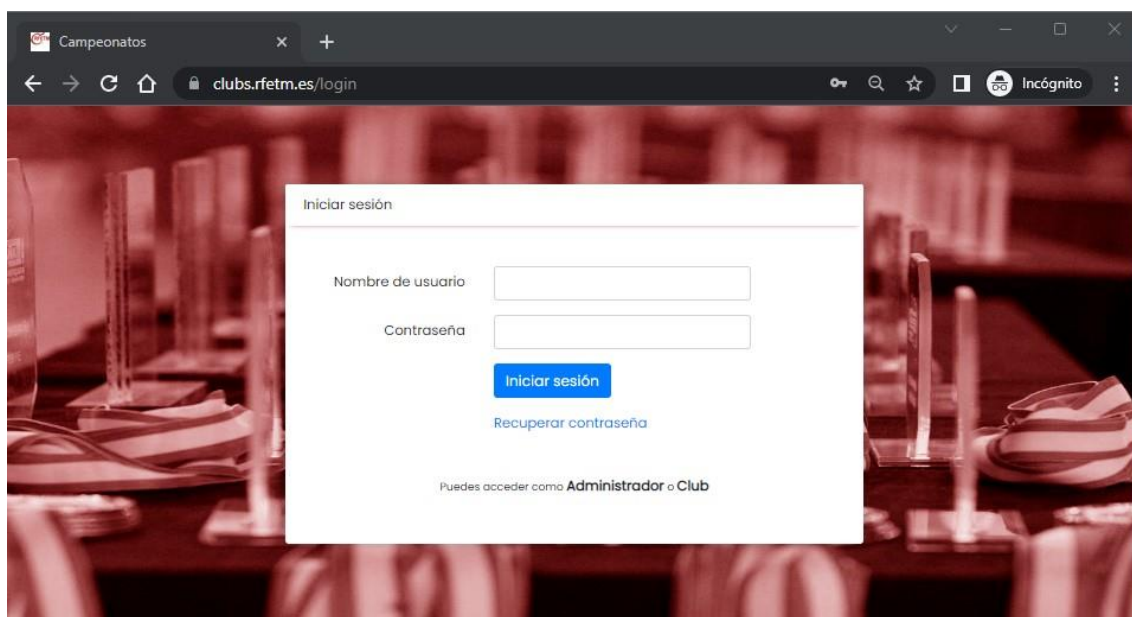 Campeonatos
clubs.rfetm.es/login
Incógnito
Iniciar sesión
Nombre de usuario
Contraseña
Iniciar sesión
Recuperar contraseña
Puedes acceder como Administrador o Club